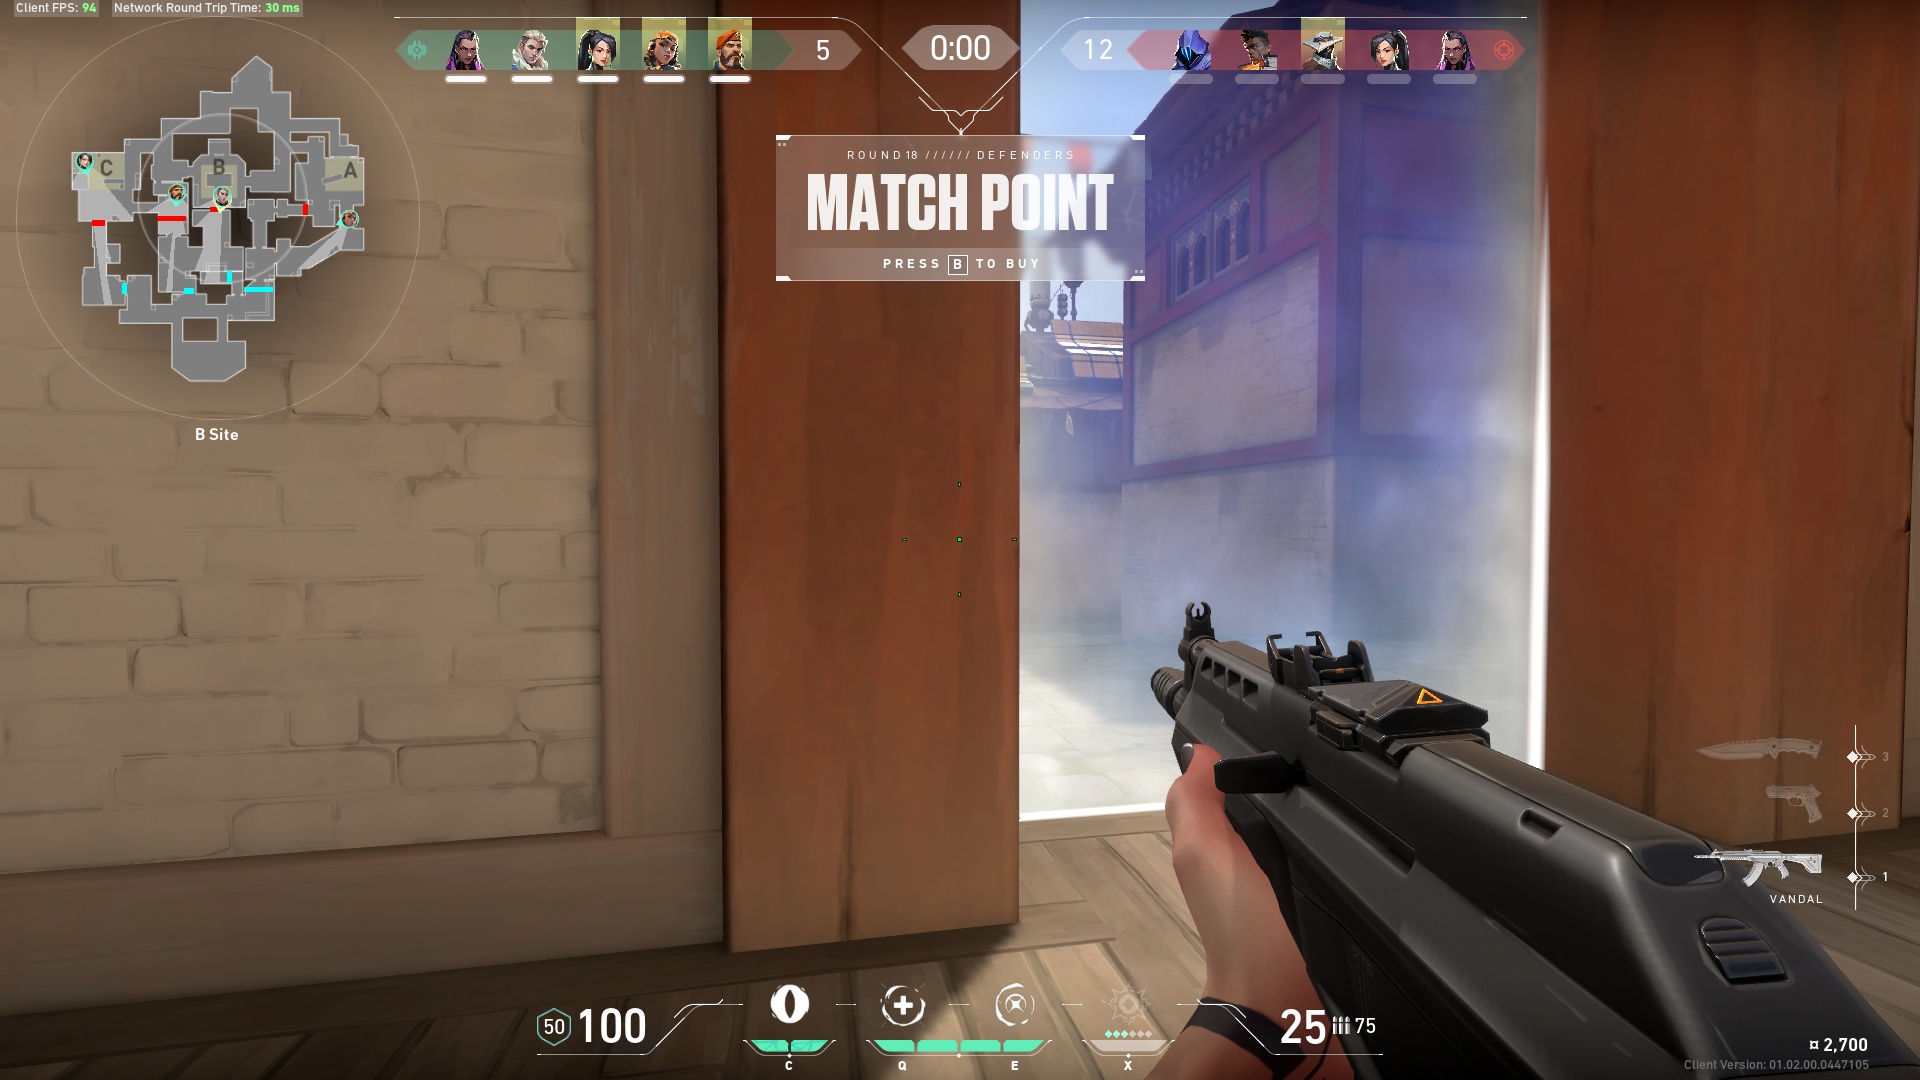 Client FPS: 94 Network Round Trip Time: 30 ms
5 0:00 12
ROUND 18 ////// DEFENDERS
MATCH POINT
PRESS B TO BUY
C B A
B Site
3
2
1
VANDAL
50 100
C Q E X
25 75
¤ 2,700
Client Version: 01.02.00.0447105